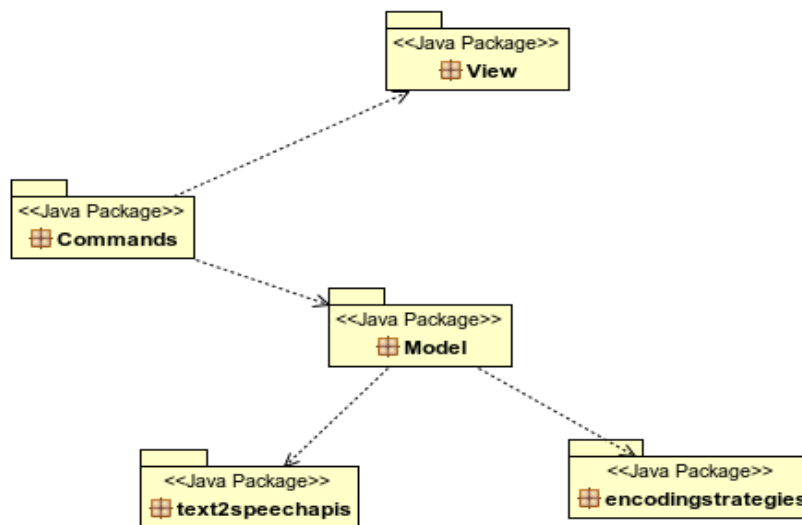 <<Java Package>>
View
<<Java Package>>
Commands
<<Java Package>>
Model
<<Java Package>>
text2speechapis
<<Java Package>>
encodingstrategies